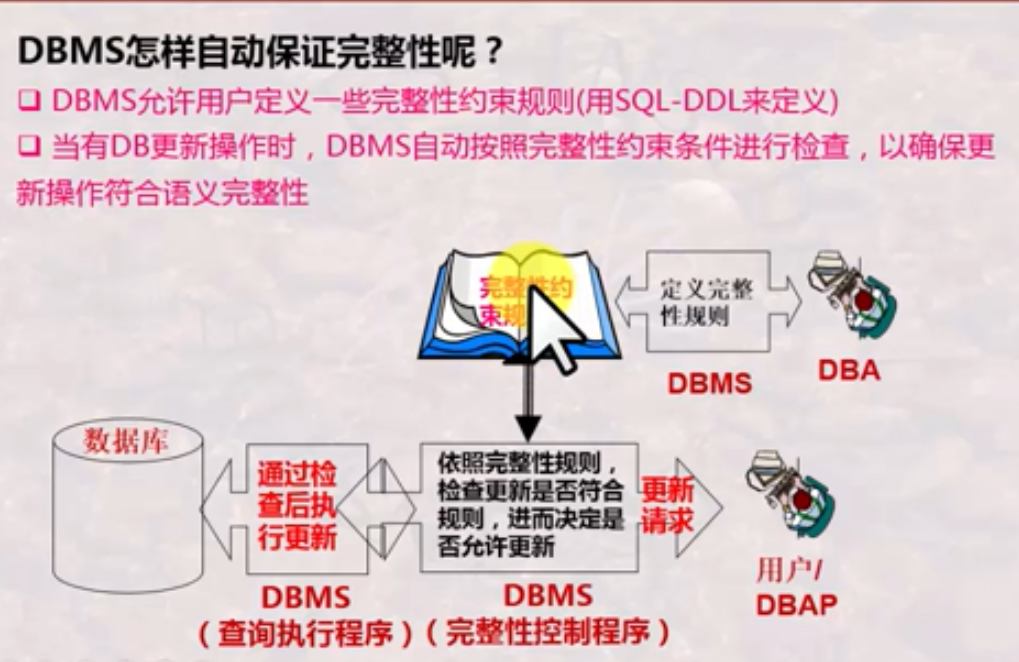 DBMS怎样自动保证完整性呢？
❑ DBMS允许用户定义一些完整性约束规则(用SQL-DDL来定义)
❑ 当有DB更新操作时，DBMS自动按照完整性约束条件进行检查，以确保更
新操作符合语义完整性
完整性约
束规
定义完整
性规则
DBMS
DBA
数据库
通过检
查后执
行更新
依照完整性规则，
检查更新是否符合
规则，进而决定是
否允许更新
更新
请求
DBMS
（查询执行程序）
DBMS
（完整性控制程序）
用户/
DBAP